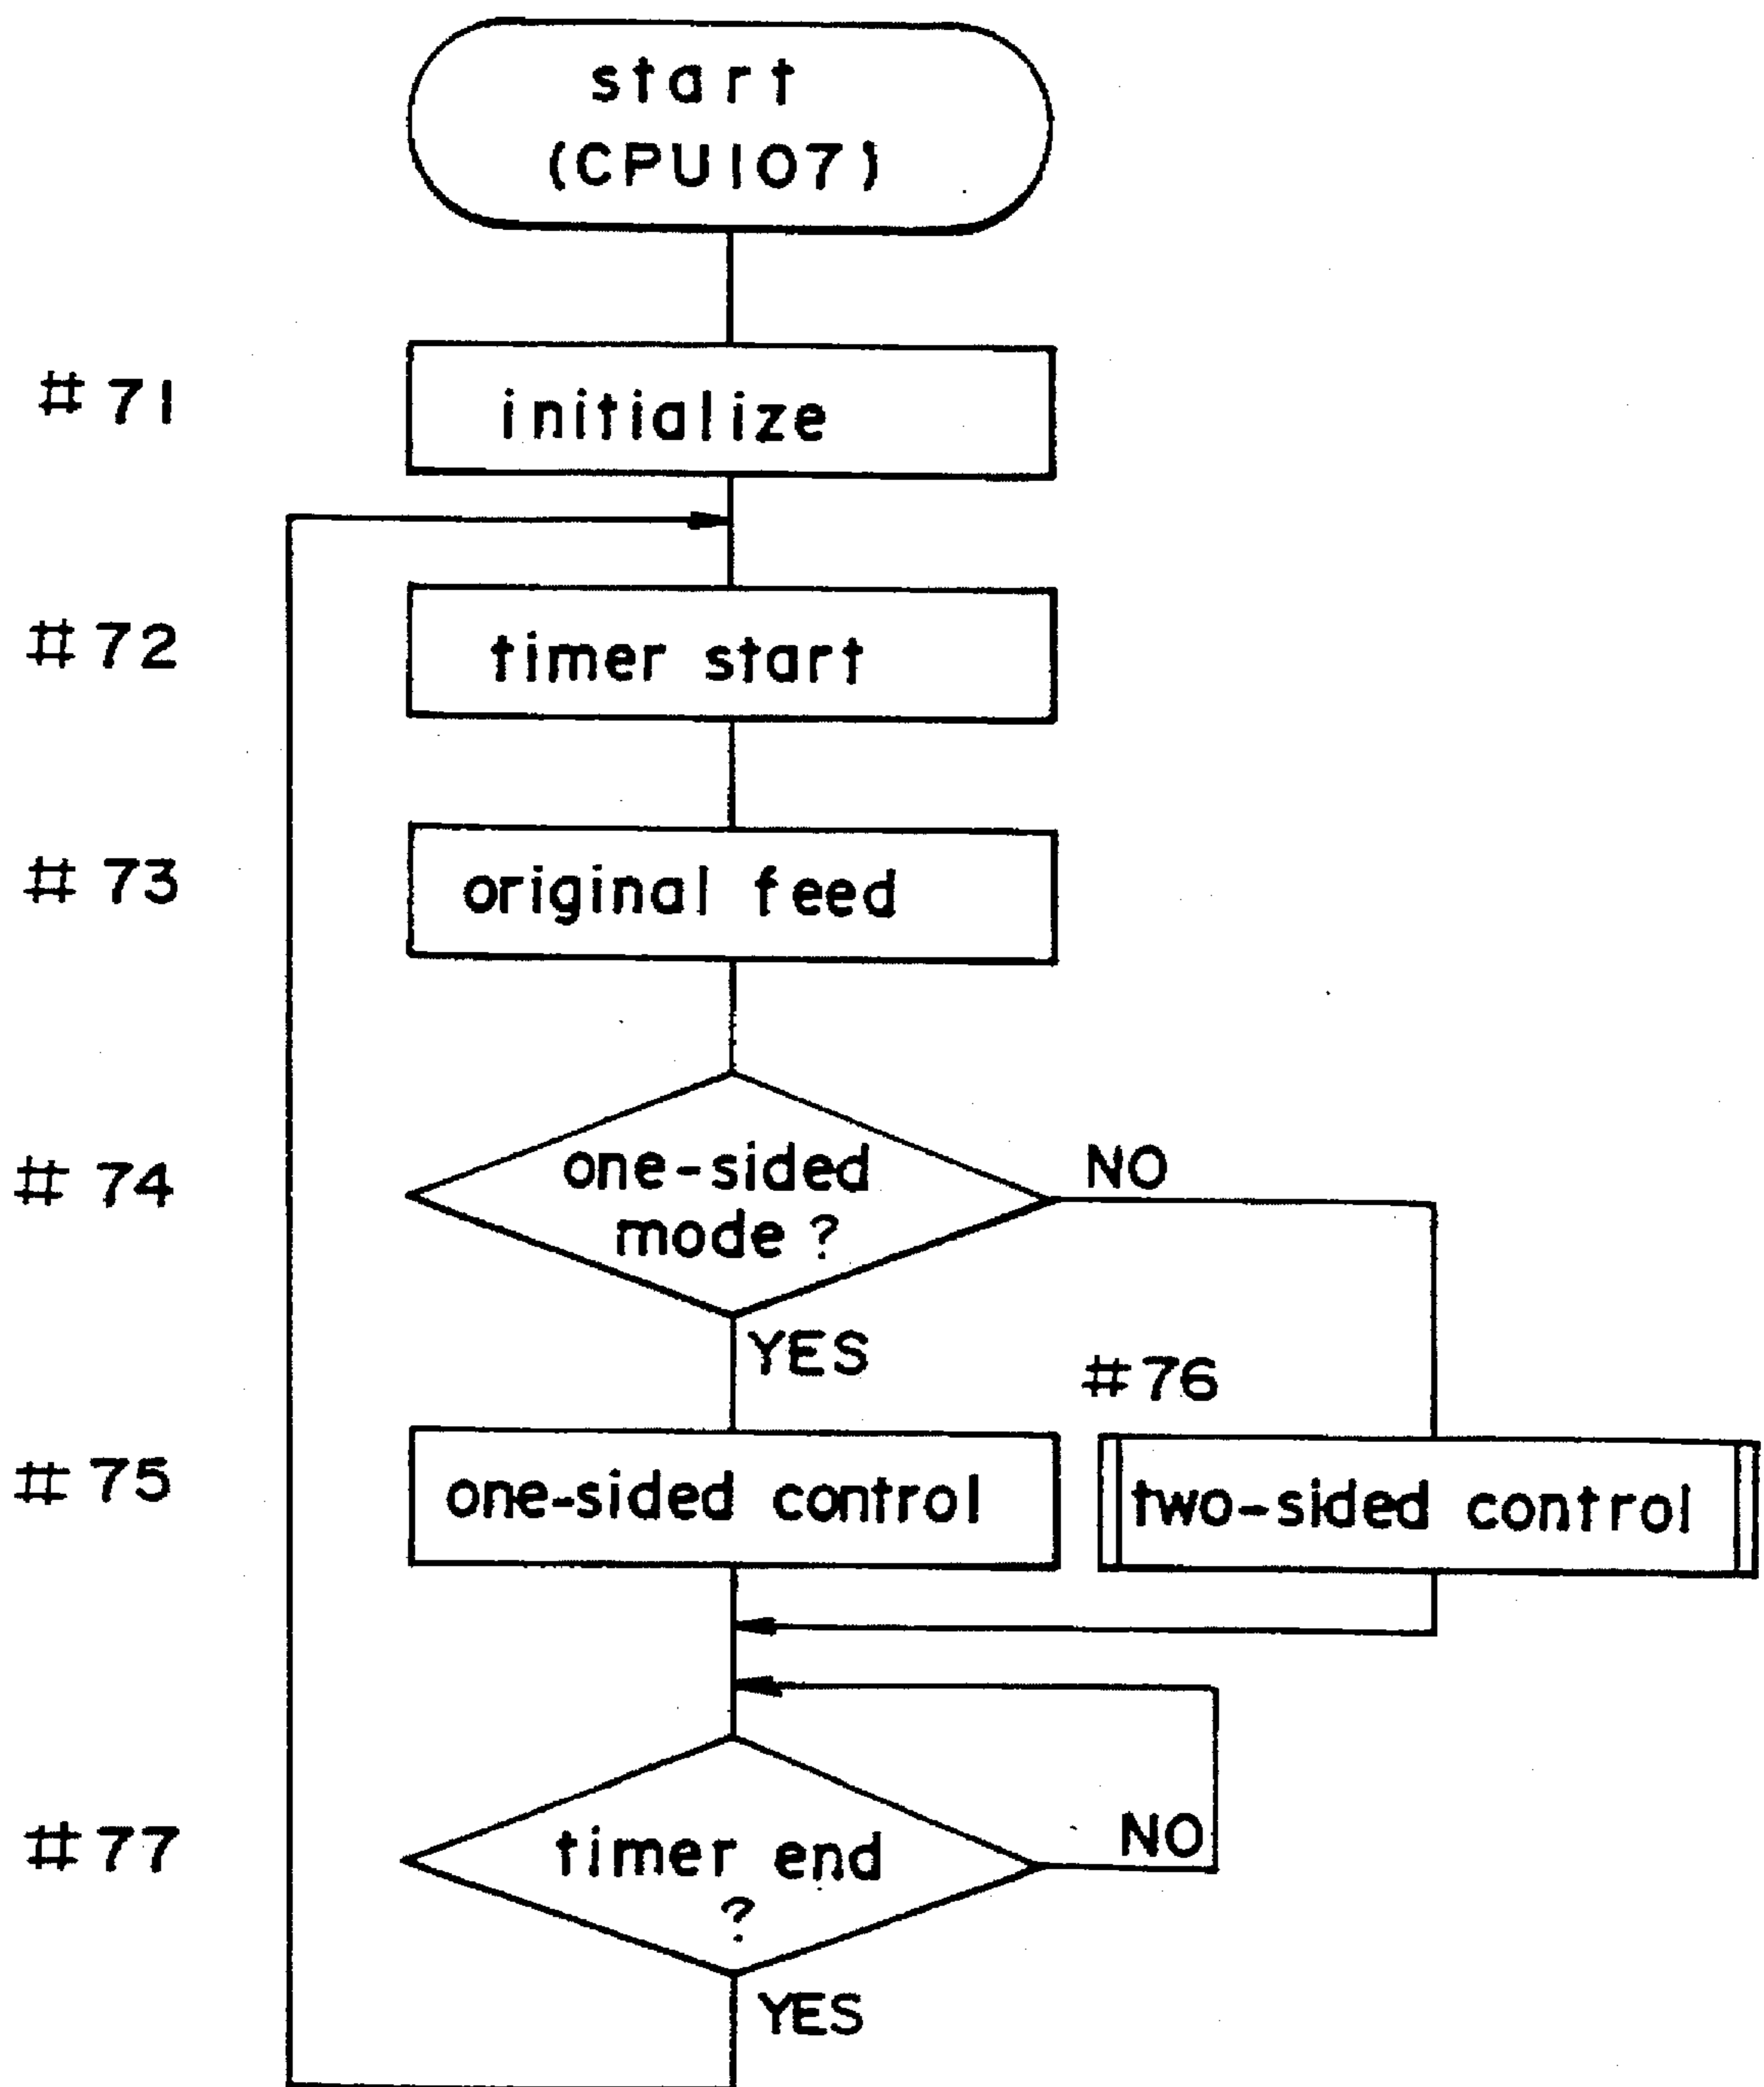 start
(CPU107)
#71
initialize
#72
timer start
#73
original feed
#74
one-sided
mode ?
NO
YES
#76
#75
one-sided control
two-sided control
#77
timer end
?
NO
YES